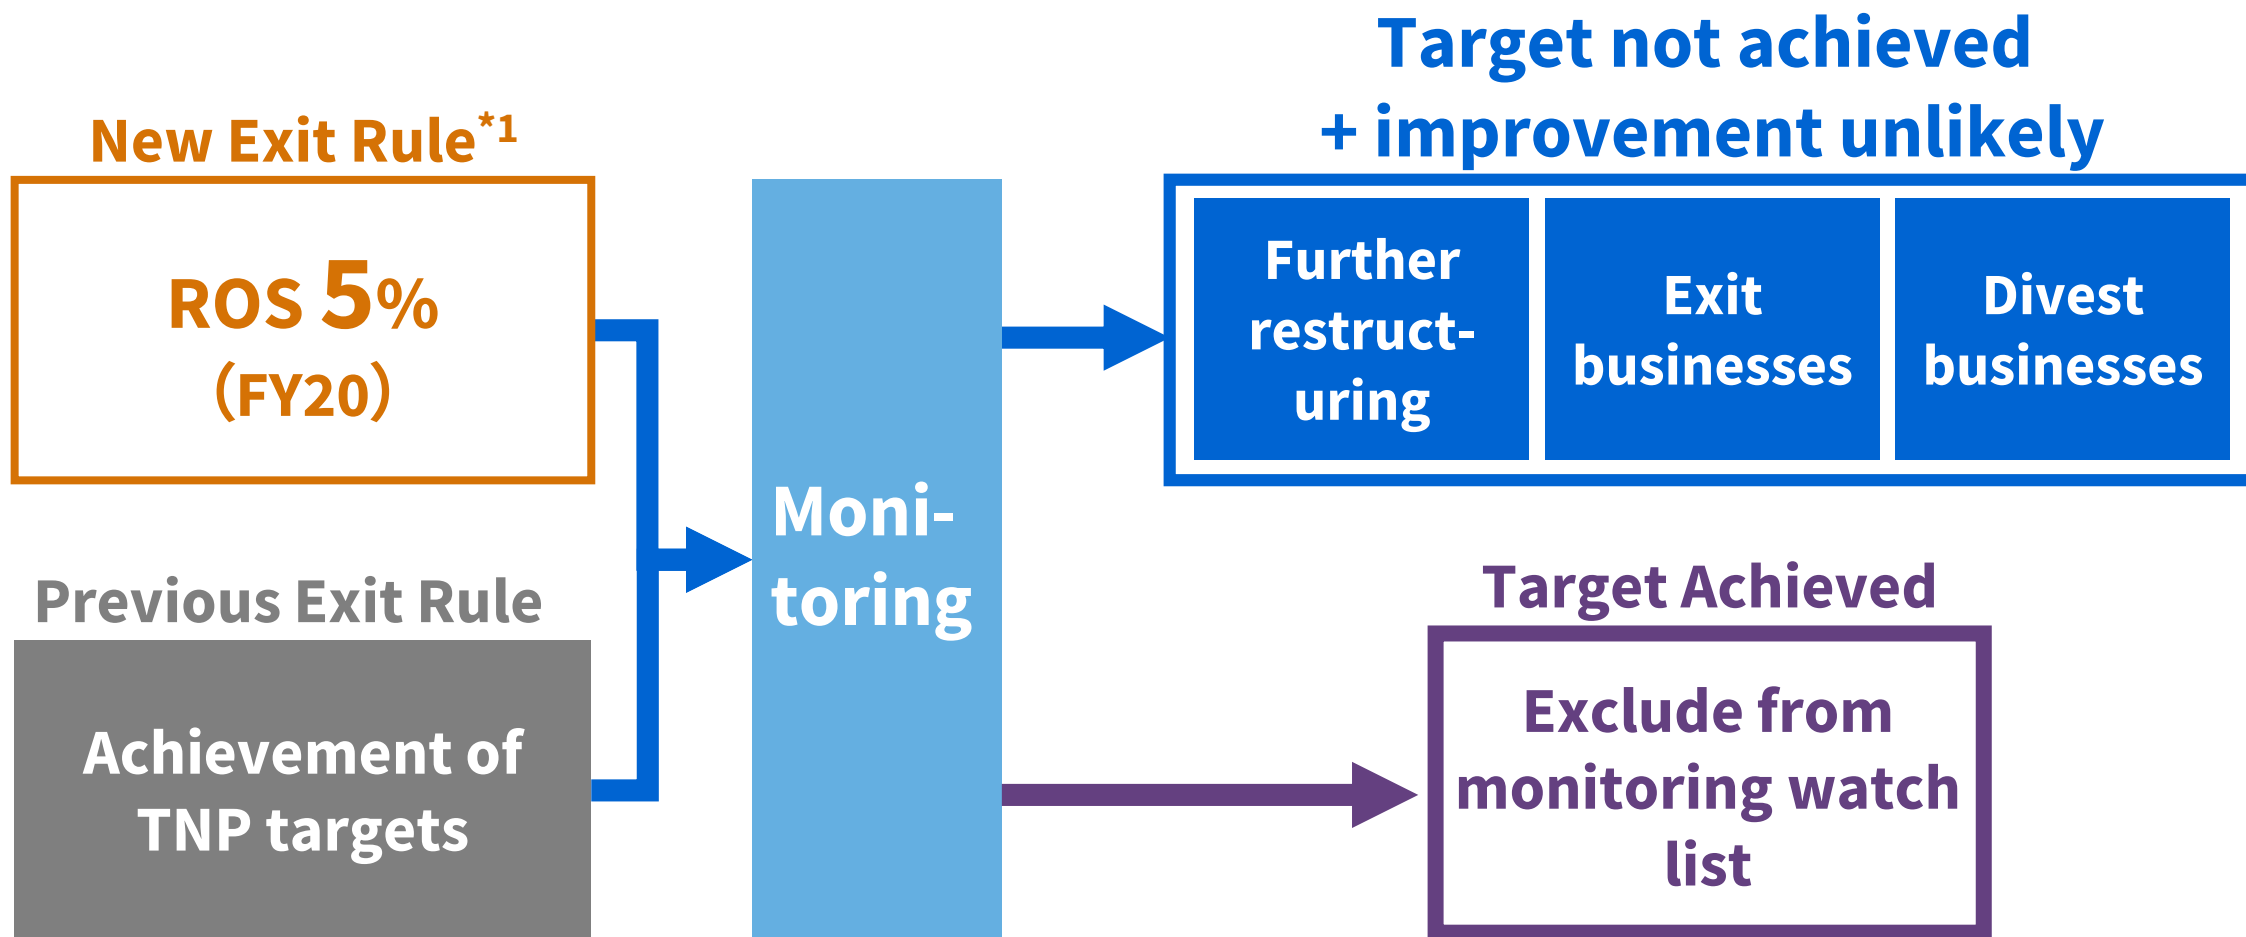 New Exit Rule*1
ROS 5%
（FY20）
Previous Exit Rule
Achievement of
TNP targets
Moni-
toring
Target not achieved
+ improvement unlikely
Further
restruct-
uring
Exit
businesses
Divest
businesses
Target Achieved
Exclude from
monitoring watch
list